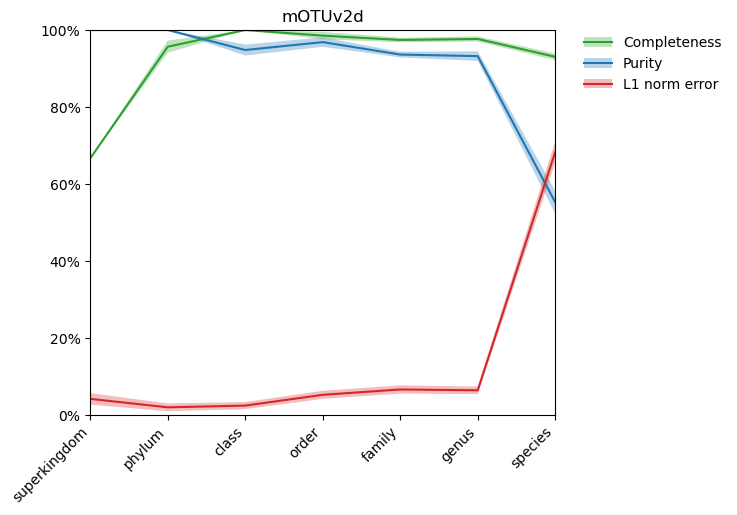 mOTUv2d
100%
80%
60%
40%
20%
0%
superkingdom
phylum
class
order
family
genus
species
Completeness
Purity
L1 norm error